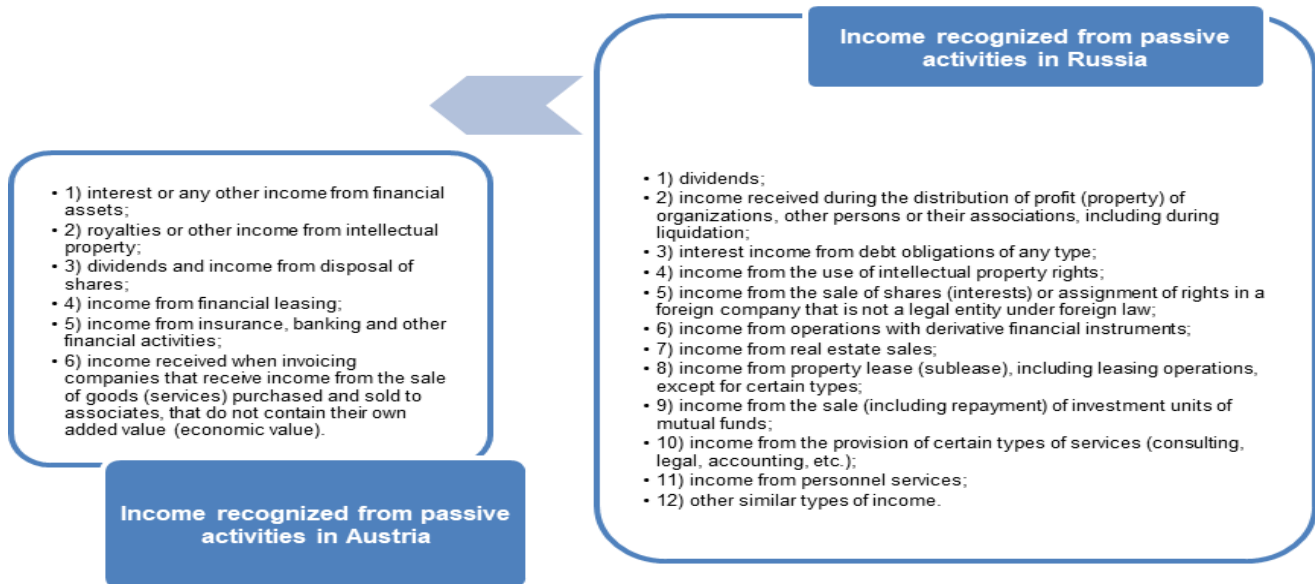 Income recognized from passive
activities in Russia
• 1) dividends;
• 2) income received during the distribution of profit (property) of
organizations, other persons or their associations, including during
liquidation;
• 3) interest income from debt obligations of any type;
• 4) income from the use of intellectual property rights;
• 5) income from the sale of shares (interests) or assignment of rights in a
foreign company that is not a legal entity under foreign law;
• 6) income from operations with derivative financial instruments;
• 7) income from real estate sales;
• 8) income from property lease (sublease), including leasing operations,
except for certain types;
• 9) income from the sale (including repayment) of investment units of
mutual funds;
• 10) income from the provision of certain types of services (consulting,
legal, accounting, etc.);
• 11) income from personnel services;
• 12) other similar types of income.
• 1) interest or any other income from financial
assets;
• 2) royalties or other income from intellectual
property;
• 3) dividends and income from disposal of
shares;
• 4) income from financial leasing;
• 5) income from insurance, banking and other
financial activities;
• 6) income received when invoicing
companies that receive income from the sale
of goods (services) purchased and sold to
associates, that do not contain their own
added value (economic value).
Income recognized from passive
activities in Austria